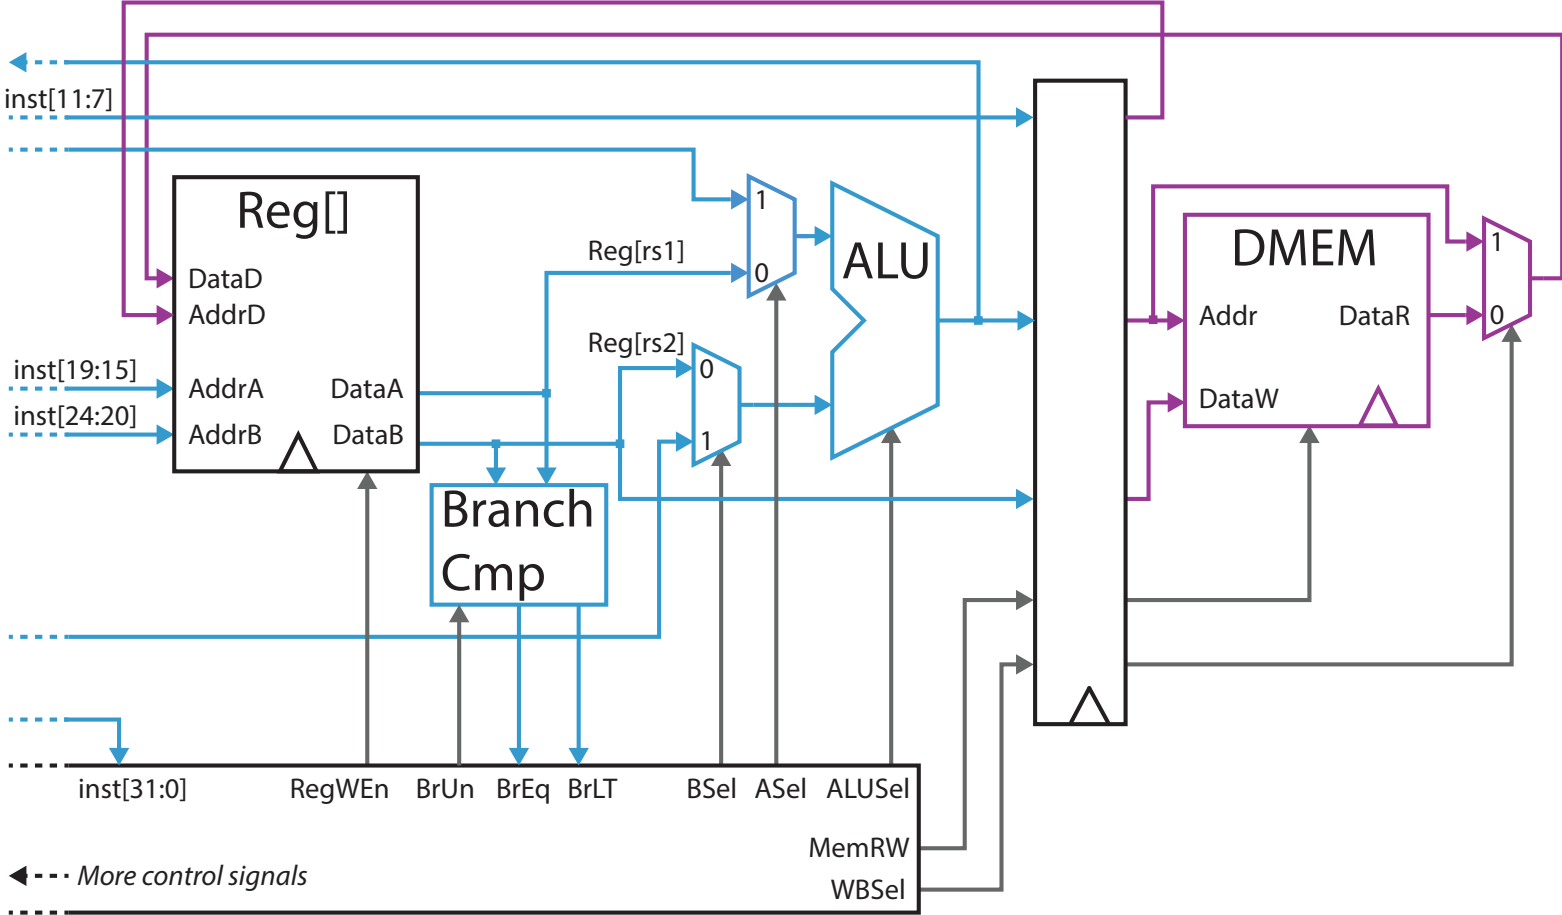 inst[11:7]
Reg[]
1
Reg[rs1]
0
ALU
DMEM
1
DataD
AddrD
Addr
DataR
0
Reg[rs2]
0
inst[19:15]
AddrA
DataA
DataW
inst[24:20]
AddrB
DataB
1
Branch
Cmp
inst[31:0]
RegWEn
BrUn
BrEq
BrLT
BSel
ASel
ALUSel
MemRW
More control signals
WBSel